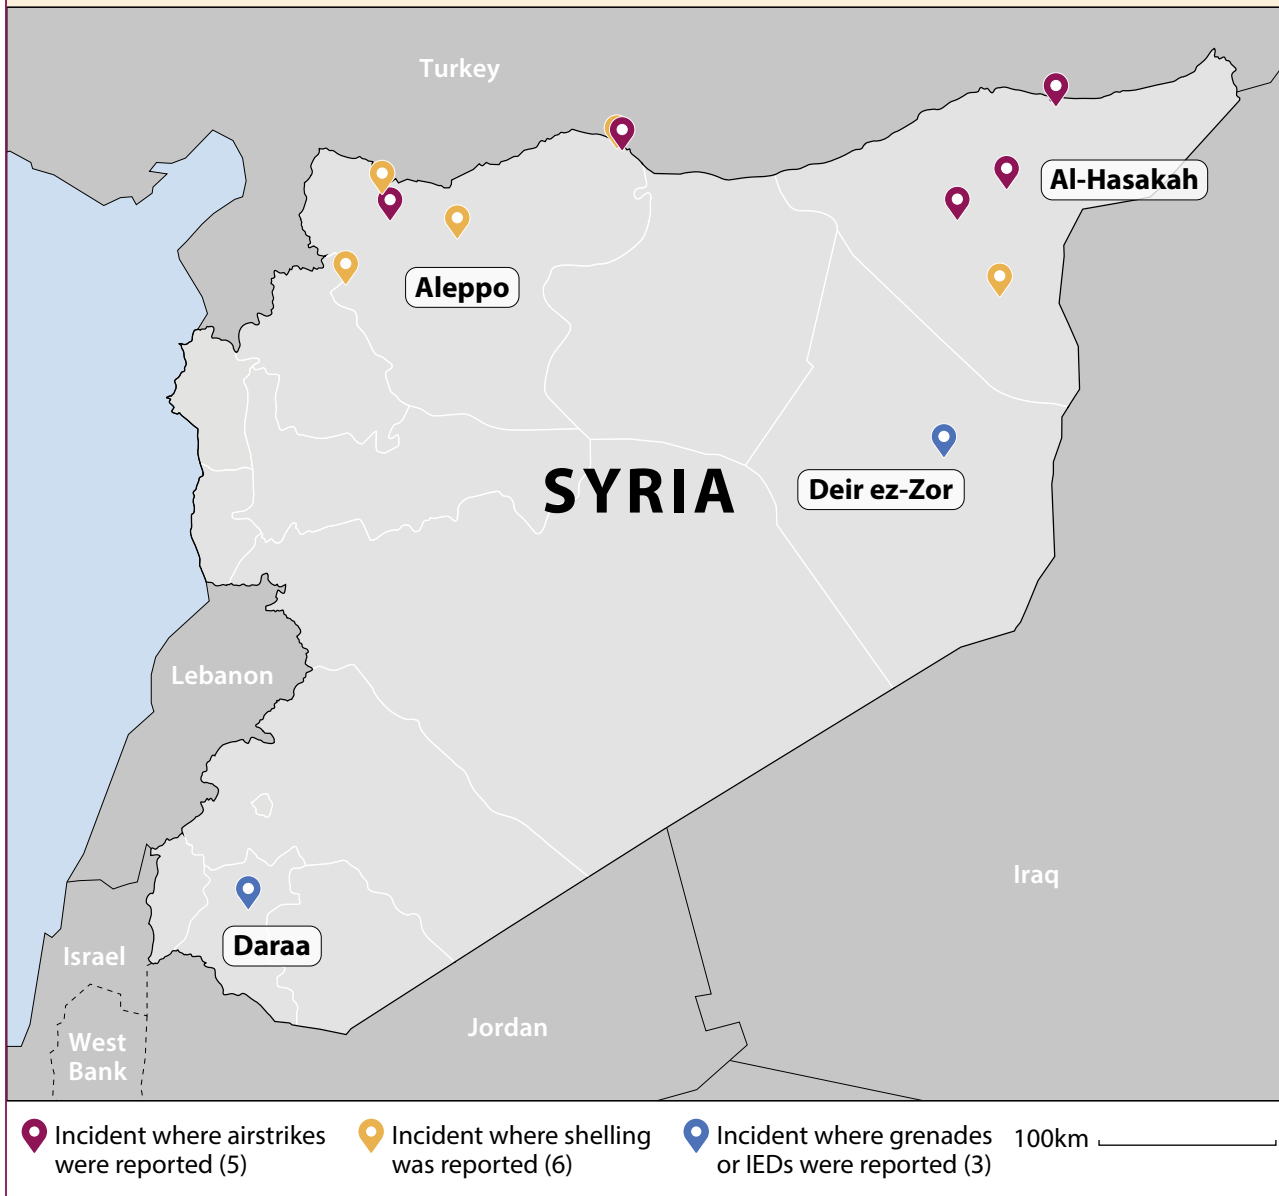 Turkey
Al-Hasakah
Aleppo
SYRIA
Deir ez-Zor
Lebanon
Iraq
Daraa
Israel
Jordan
West
Bank
Incident where airstrikes
were reported (5)
Incident where shelling
was reported (6)
Incident where grenades
or IEDs were reported (3)
100km